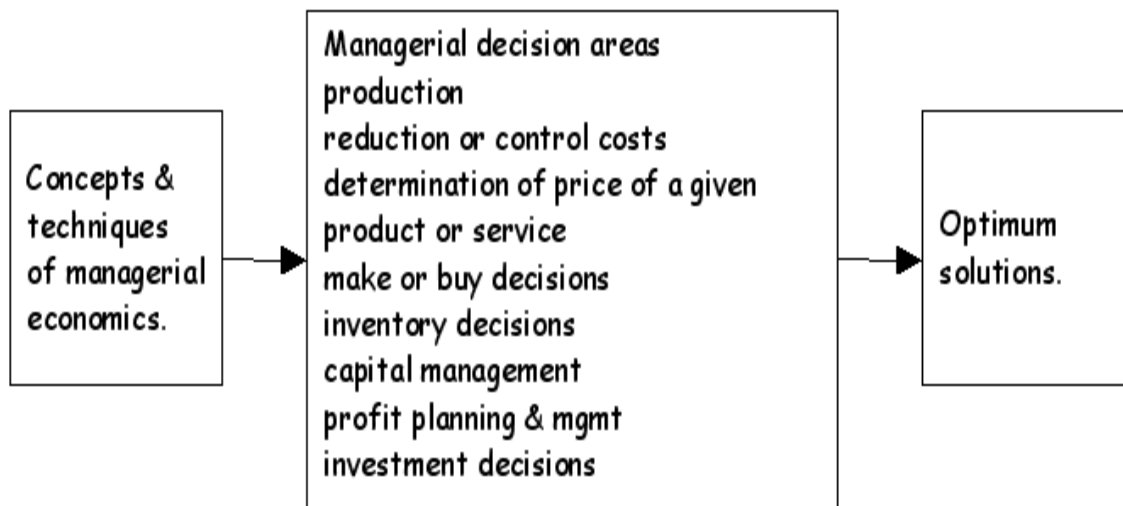 Concepts &
techniques
of managerial
economics.
Managerial decision areas
production
reduction or control costs
determination of price of a given
product or service
make or buy decisions
inventory decisions
capital management
profit planning & mgmt
investment decisions
Optimum
solutions.